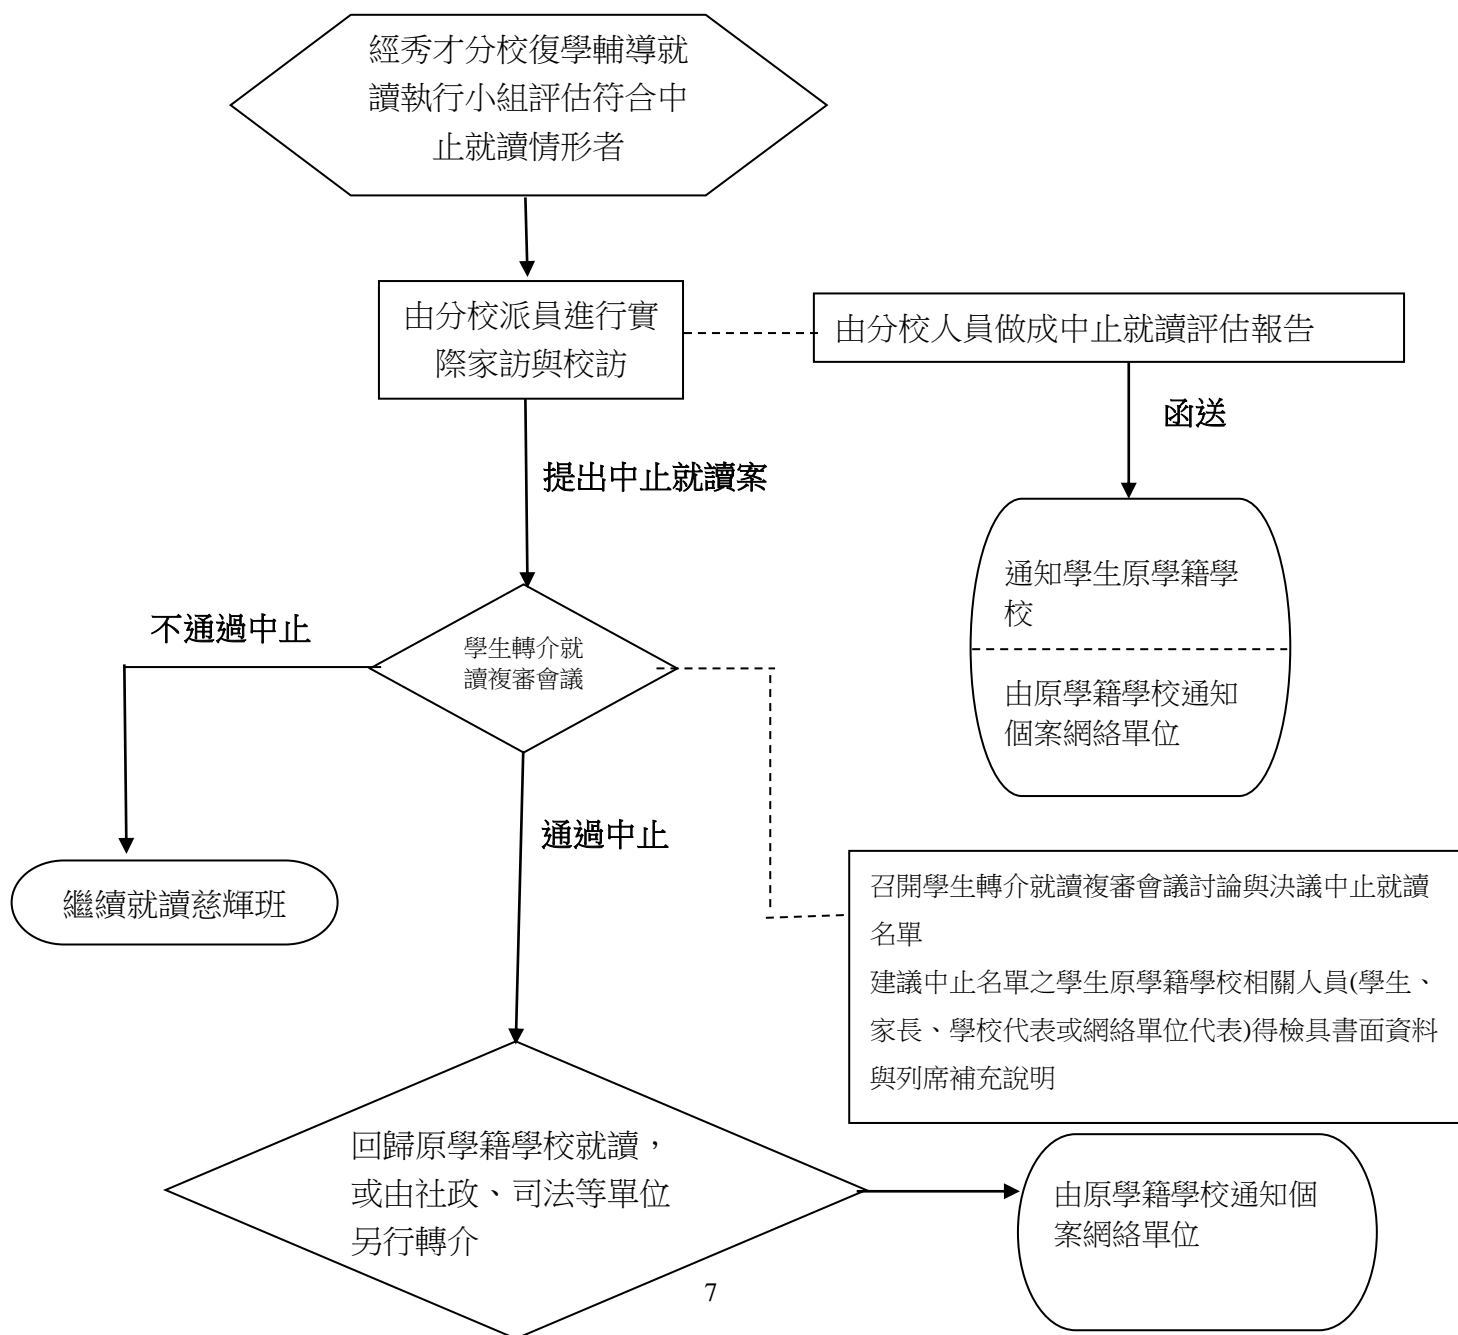 經秀才分校復學輔導就
讀執行小組評估符合中
止就讀情形者
由分校派員進行實
際家訪與校訪
由分校人員做成中止就讀評估報告
函送
提出中止就讀案
通知學生原學籍學
校
由原學籍學校通知
個案網絡單位
不通過中止
學生轉介就
讀複審會議
通過中止
繼續就讀慈輝班
召開學生轉介就讀複審會議討論與決議中止就讀
名單
建議中止名單之學生原學籍學校相關人員(學生、
家長、學校代表或網絡單位代表)得檢具書面資料
與列席補充說明
回歸原學籍學校就讀，
或由社政、司法等單位
另行轉介
由原學籍學校通知個
案網絡單位
7